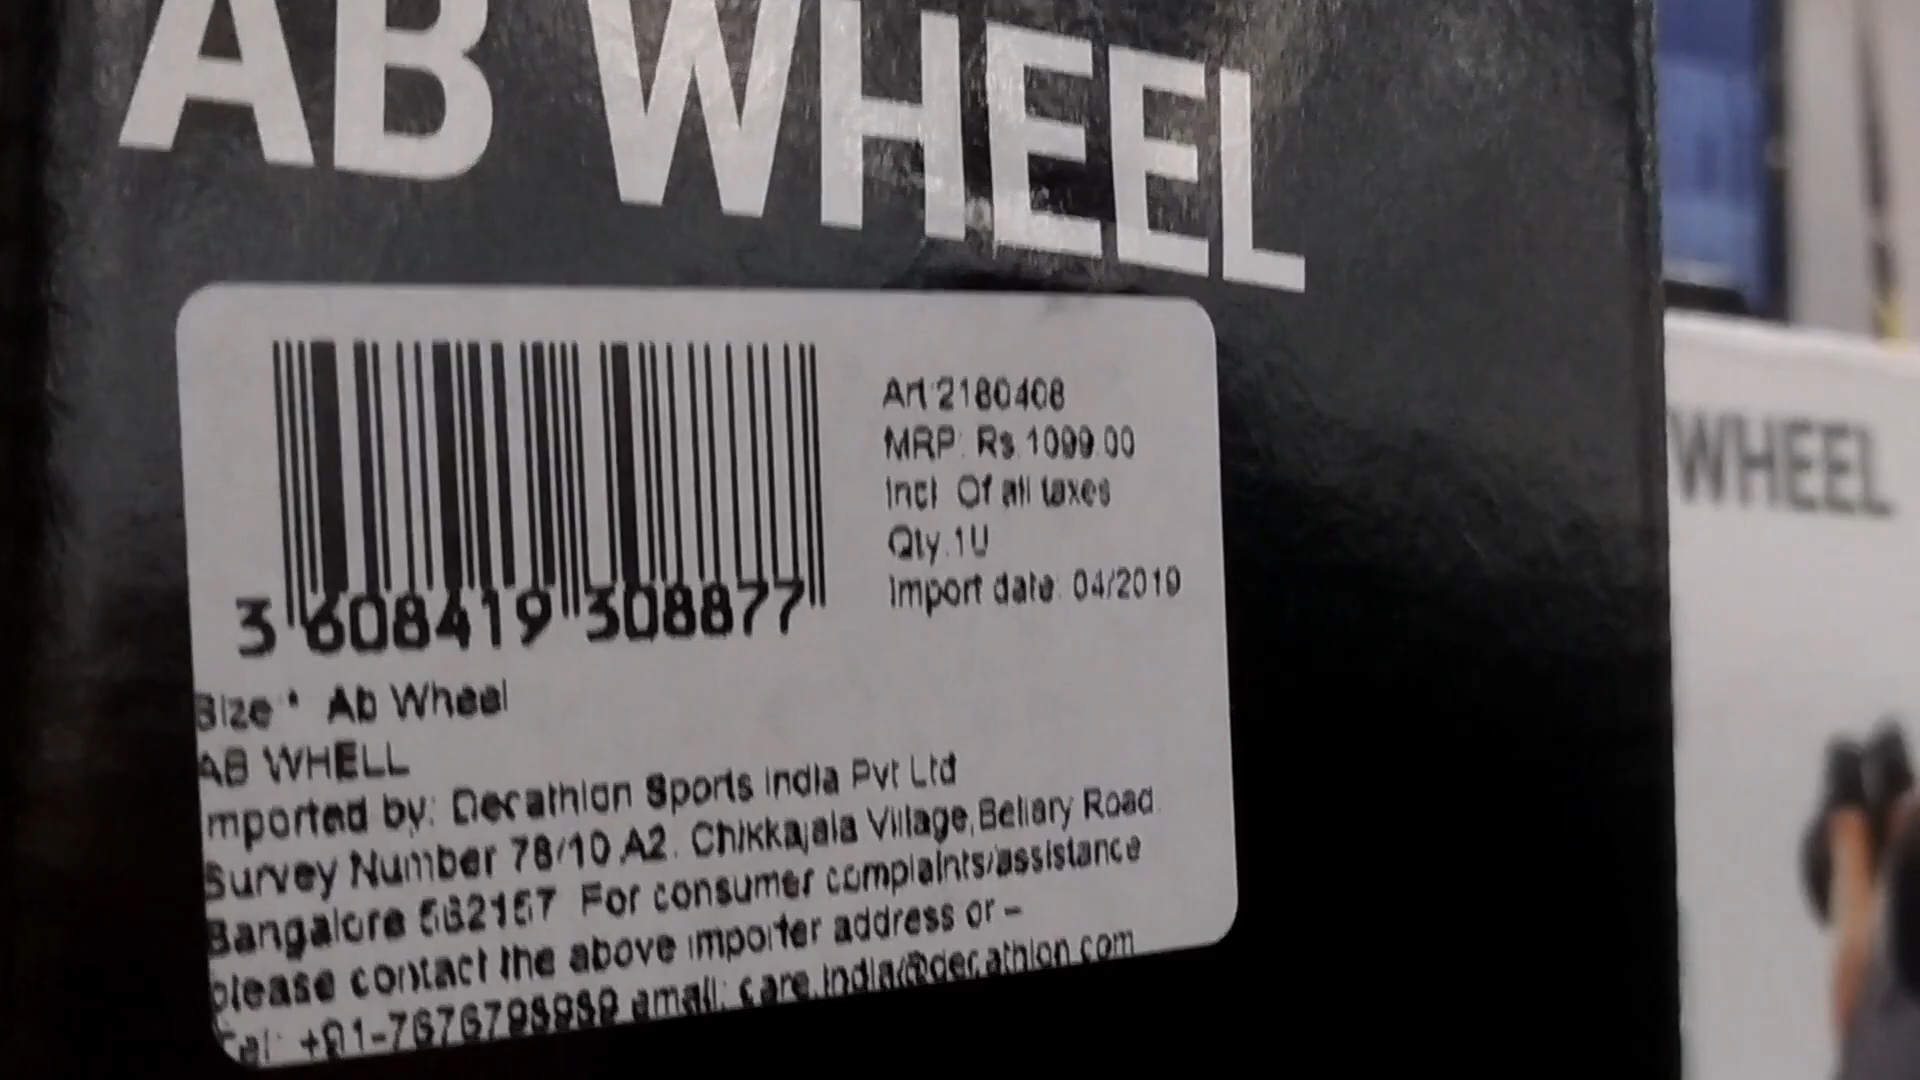 AB WHEEL
Art:2180408
MRP: Rs.1099.00
Incl Of all taxes
Qty.1U
Import date: 04/2019
3 608419 308877
Size * Ab Wheel
AB WHELL
mported by: Decathlon Sports India Pvt Ltd
Survey Number 78/10 A2. Chikkajala Village,Bellary Road.
Bangalore 562157 For consumer complaints/assistance
please contact the above importer address or -
Tel: +91-7676798989 email: care.india@decathlon.com
WHEEL